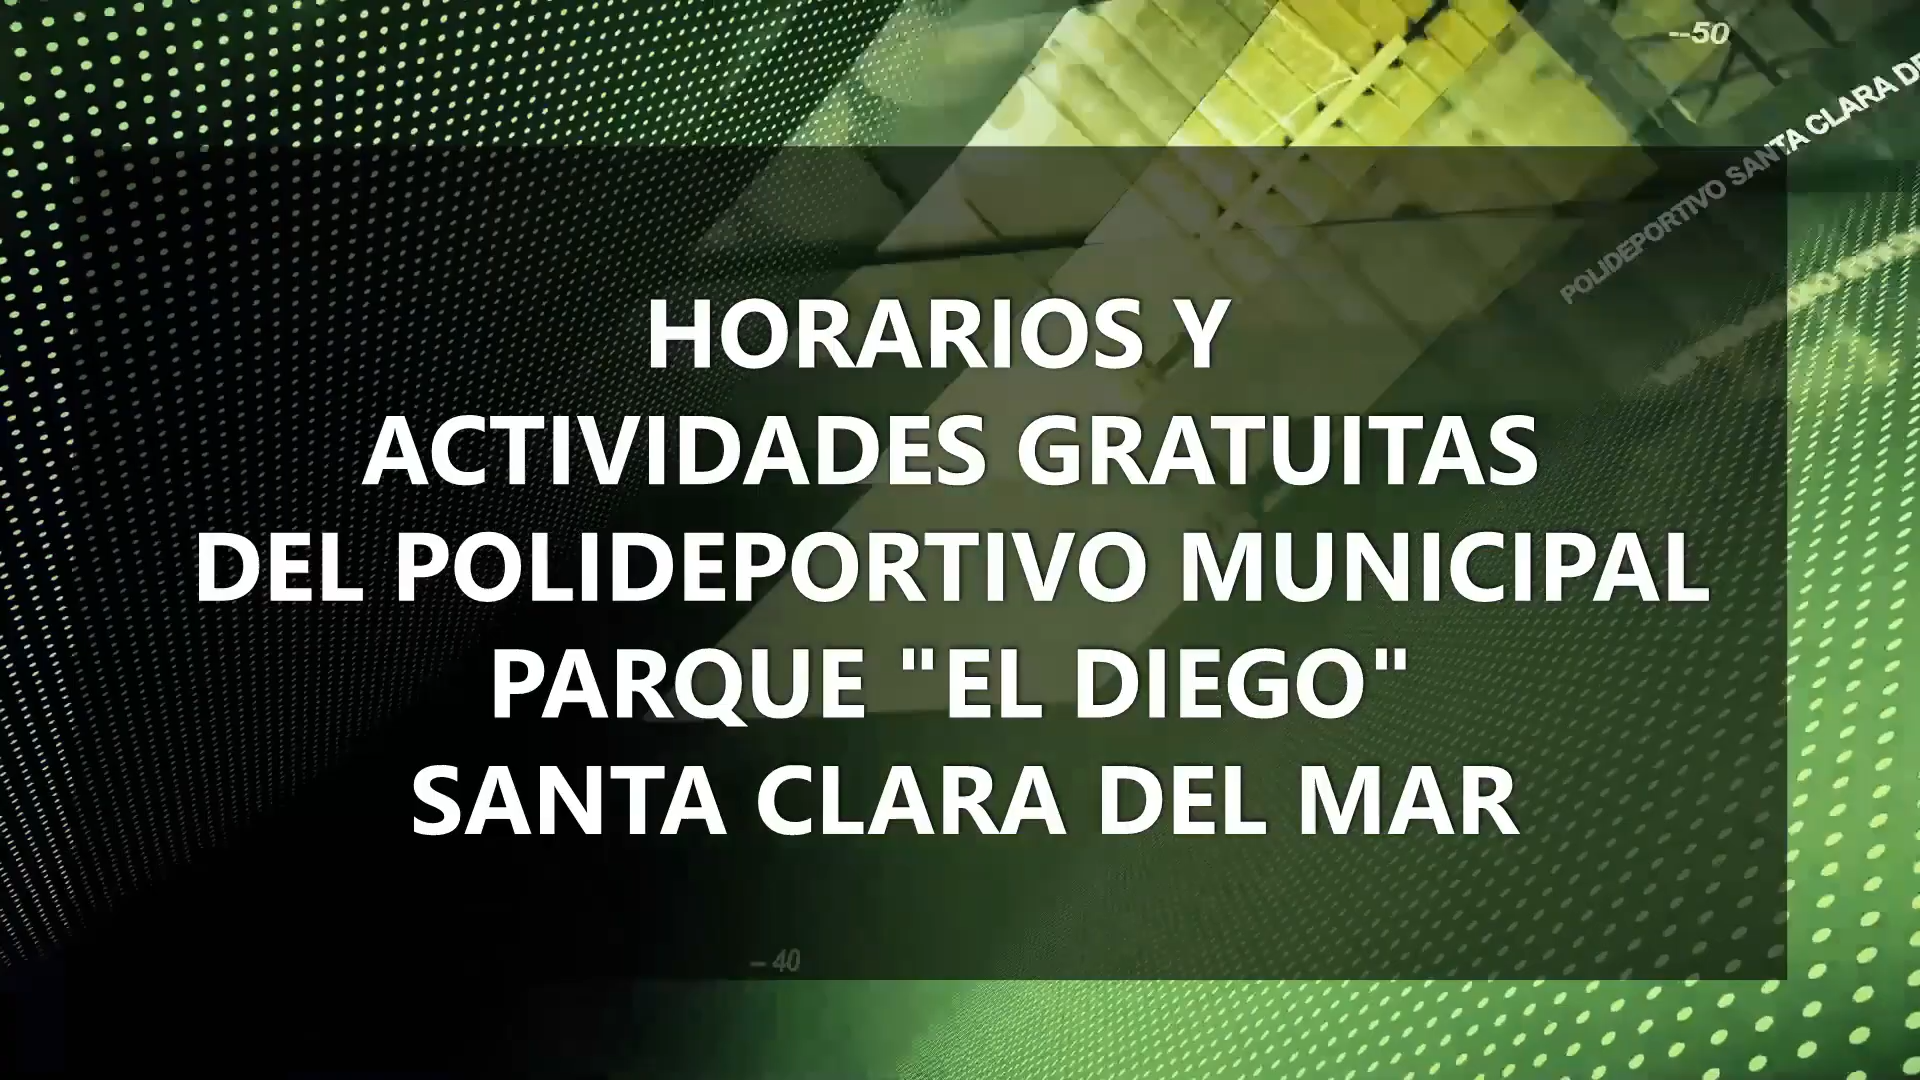 --50
POLIDEPORTIVO SANTA CLARA DE
HORARIOS Y
ACTIVIDADES GRATUITAS
DEL POLIDEPORTIVO MUNICIPAL
PARQUE "EL DIEGO"
SANTA CLARA DEL MAR
-- 40